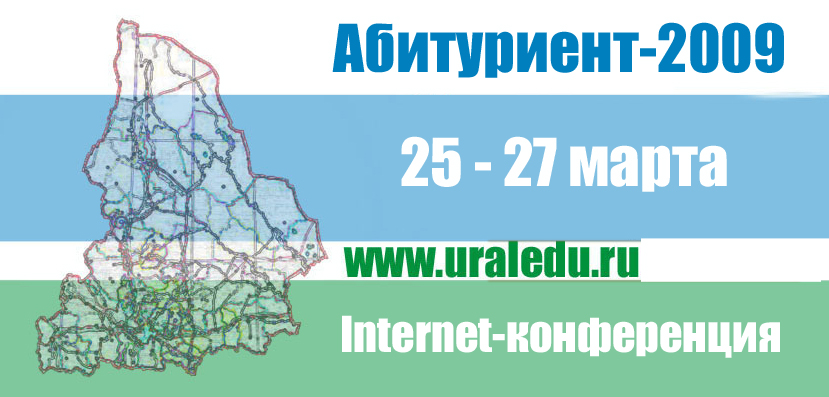 Абитуриент-2009
25 - 27 марта
www.uraledu.ru
Internet-конференция